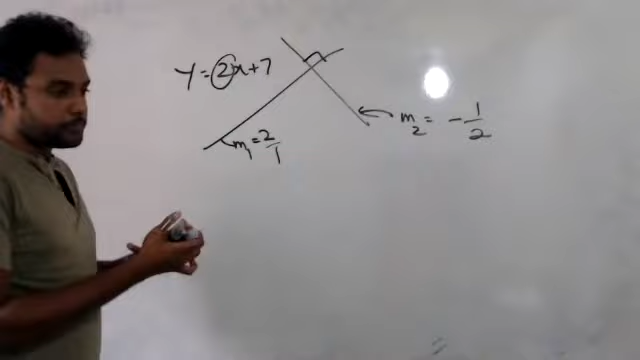 y = 2x + 7
m₁ = 2/1
m₂ = - 1/2